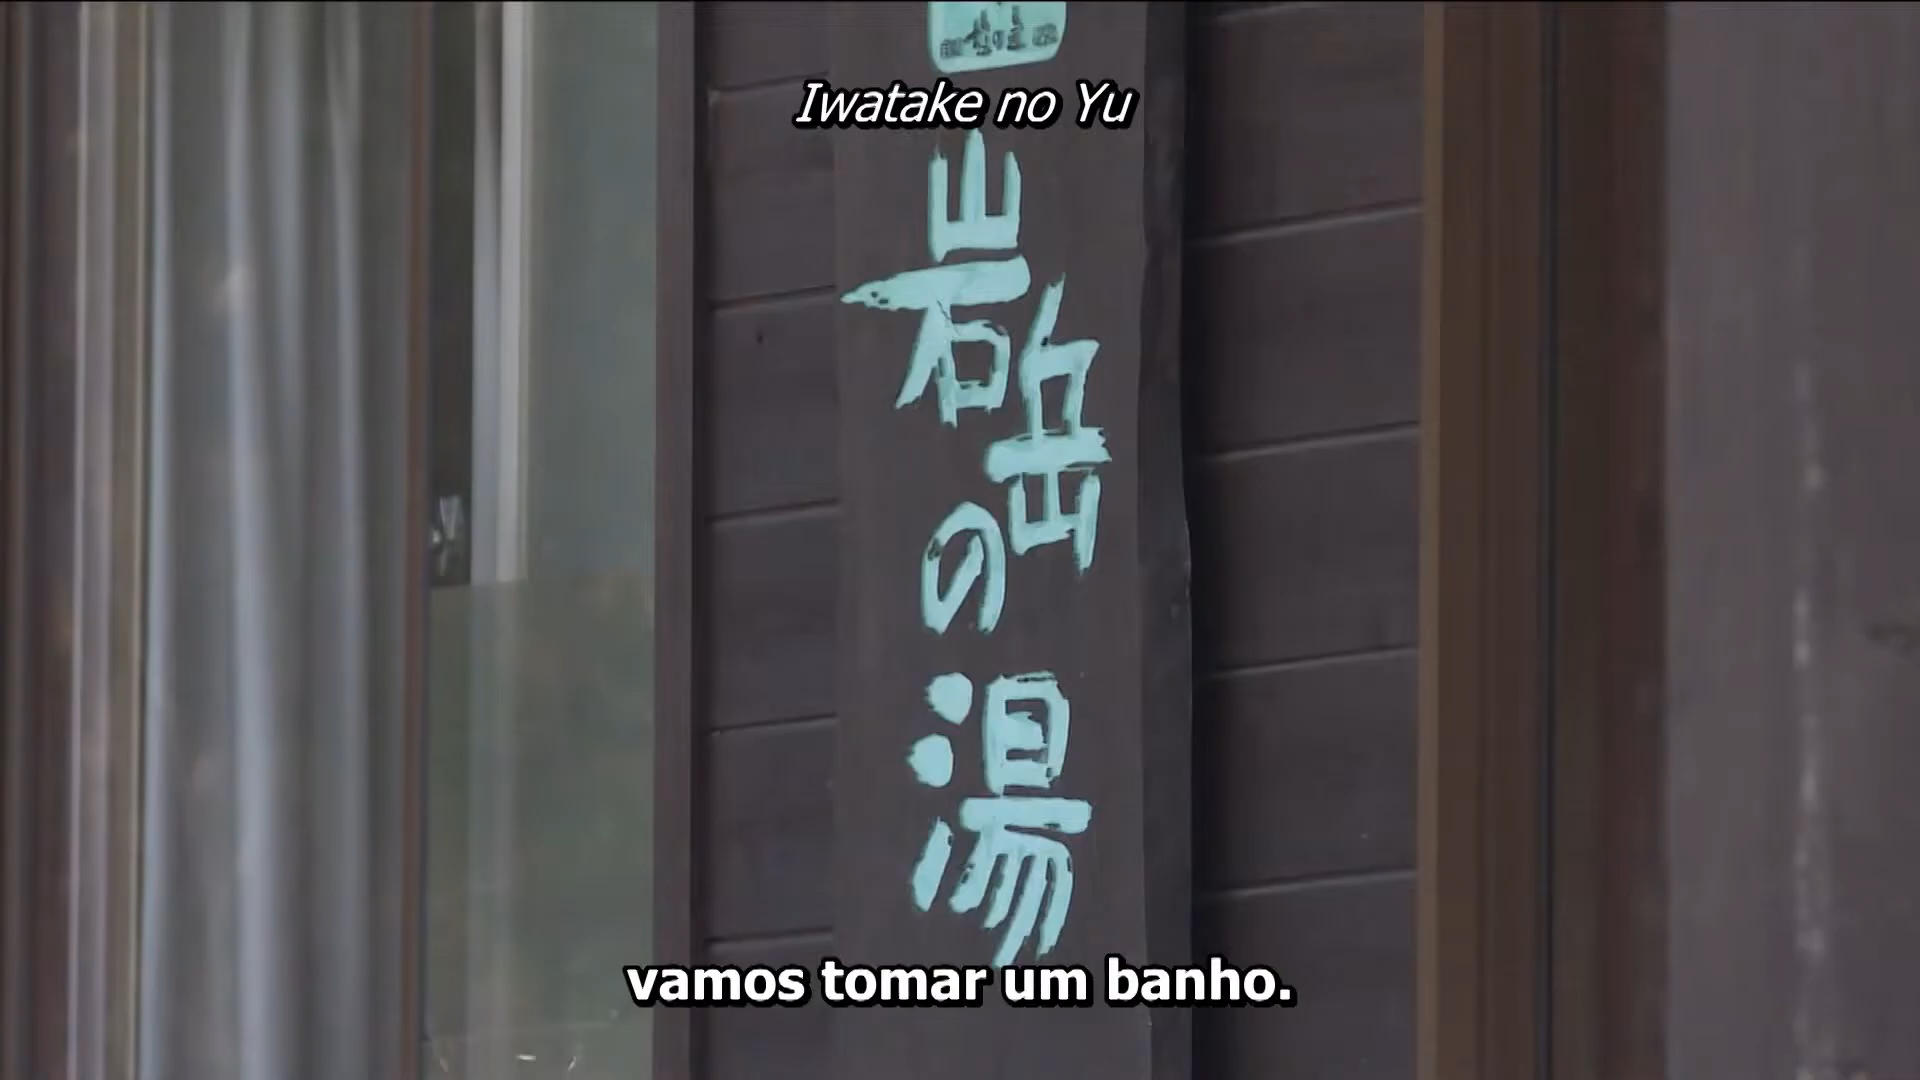 Iwatake no Yu
岩岳の湯
vamos tomar um banho.